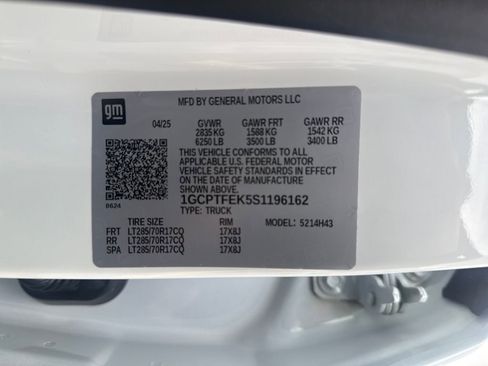 gm
MFD BY GENERAL MOTORS LLC
04/25 GVWR GAWR FRT GAWR RR
2835 KG 1588 KG 1542 KG
6250 LB 3500 LB 3400 LB
THIS VEHICLE CONFORMS TO ALL
APPLICABLE U.S. FEDERAL MOTOR
VEHICLE SAFETY STANDARDS IN
EFFECT ON THE
DATE OF MANUFACTURE
0624 1GCPTFEK5S1196162
TYPE: TRUCK
TIRE SIZE RIM MODEL: 5214H43
FRT LT285/70R17CQ 17X8J
RR LT285/70R17CQ 17X8J
SPA LT285/70R17CQ 17X8J